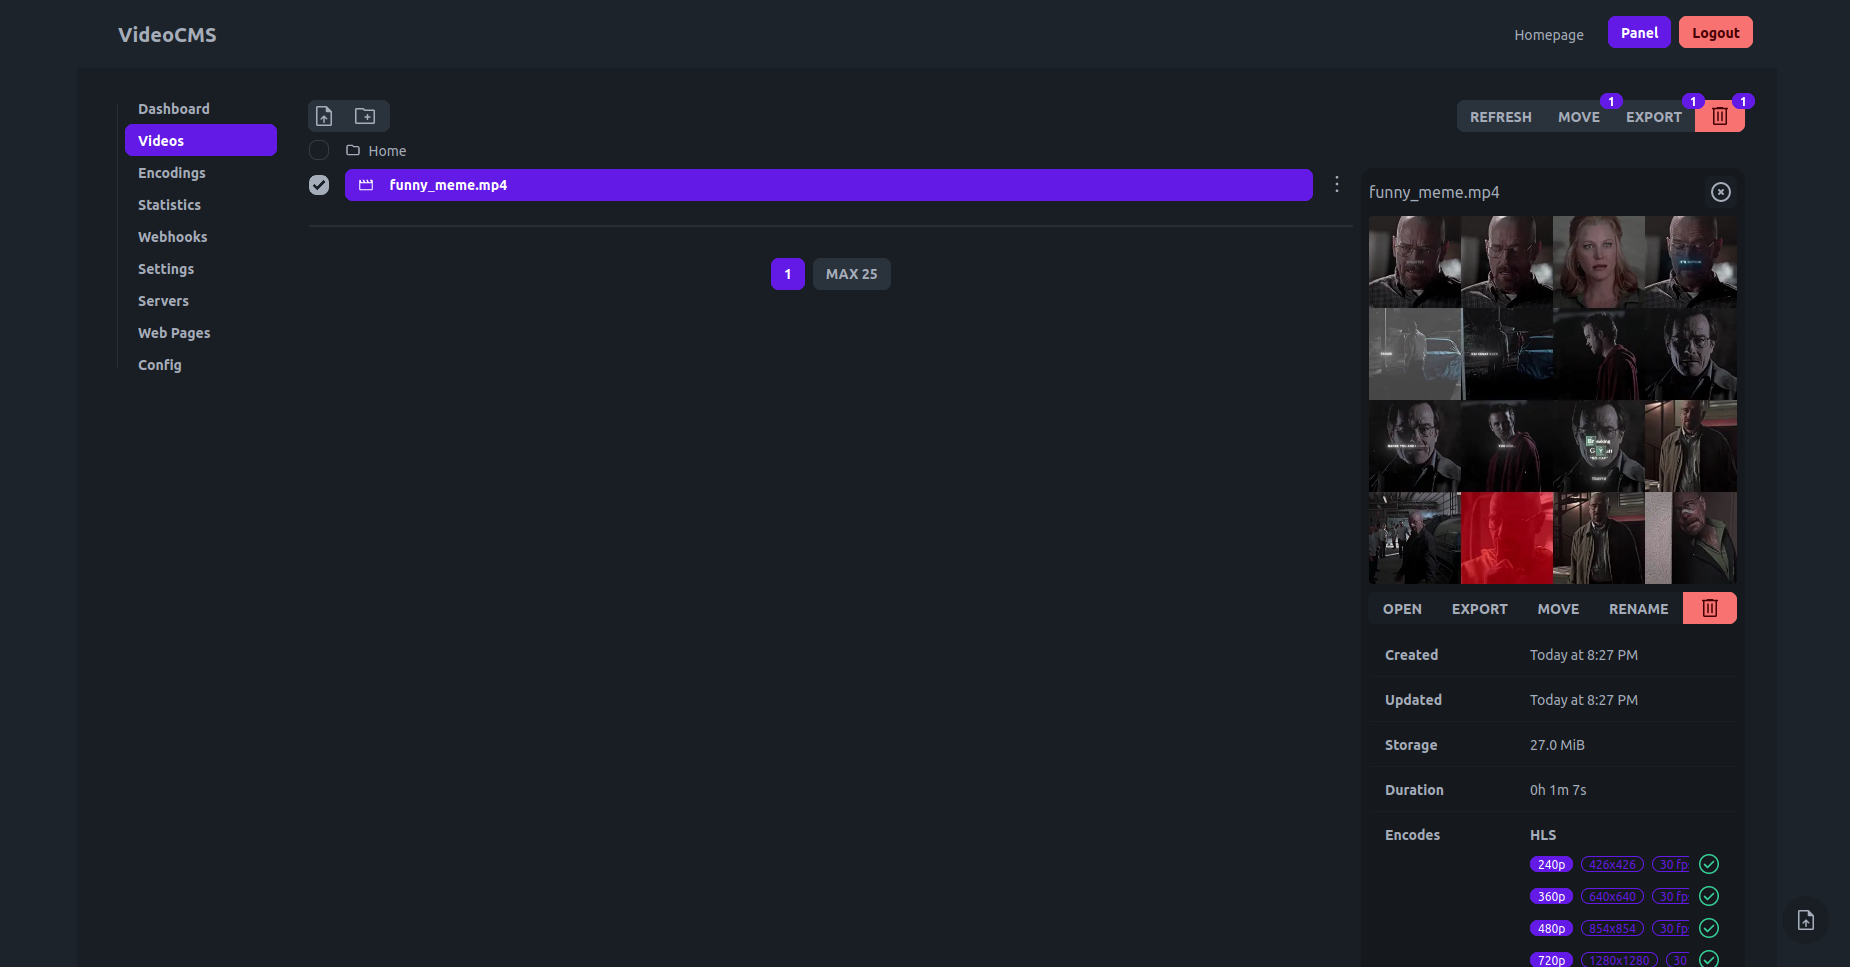 VideoCMS
Homepage
Panel
Logout
Dashboard
Videos
Encodings
Statistics
Webhooks
Settings
Servers
Web Pages
Config
Home
funny_meme.mp4
1 MAX 25
1 1 1
REFRESH MOVE EXPORT
funny_meme.mp4
OPEN EXPORT MOVE RENAME
Created Today at 8:27 PM
Updated Today at 8:27 PM
Storage 27.0 MiB
Duration 0h 1m 7s
Encodes HLS
240p 426x426 30 fp
360p 640x640 30 fp
480p 854x854 30 fp
720p 1280x1280 30